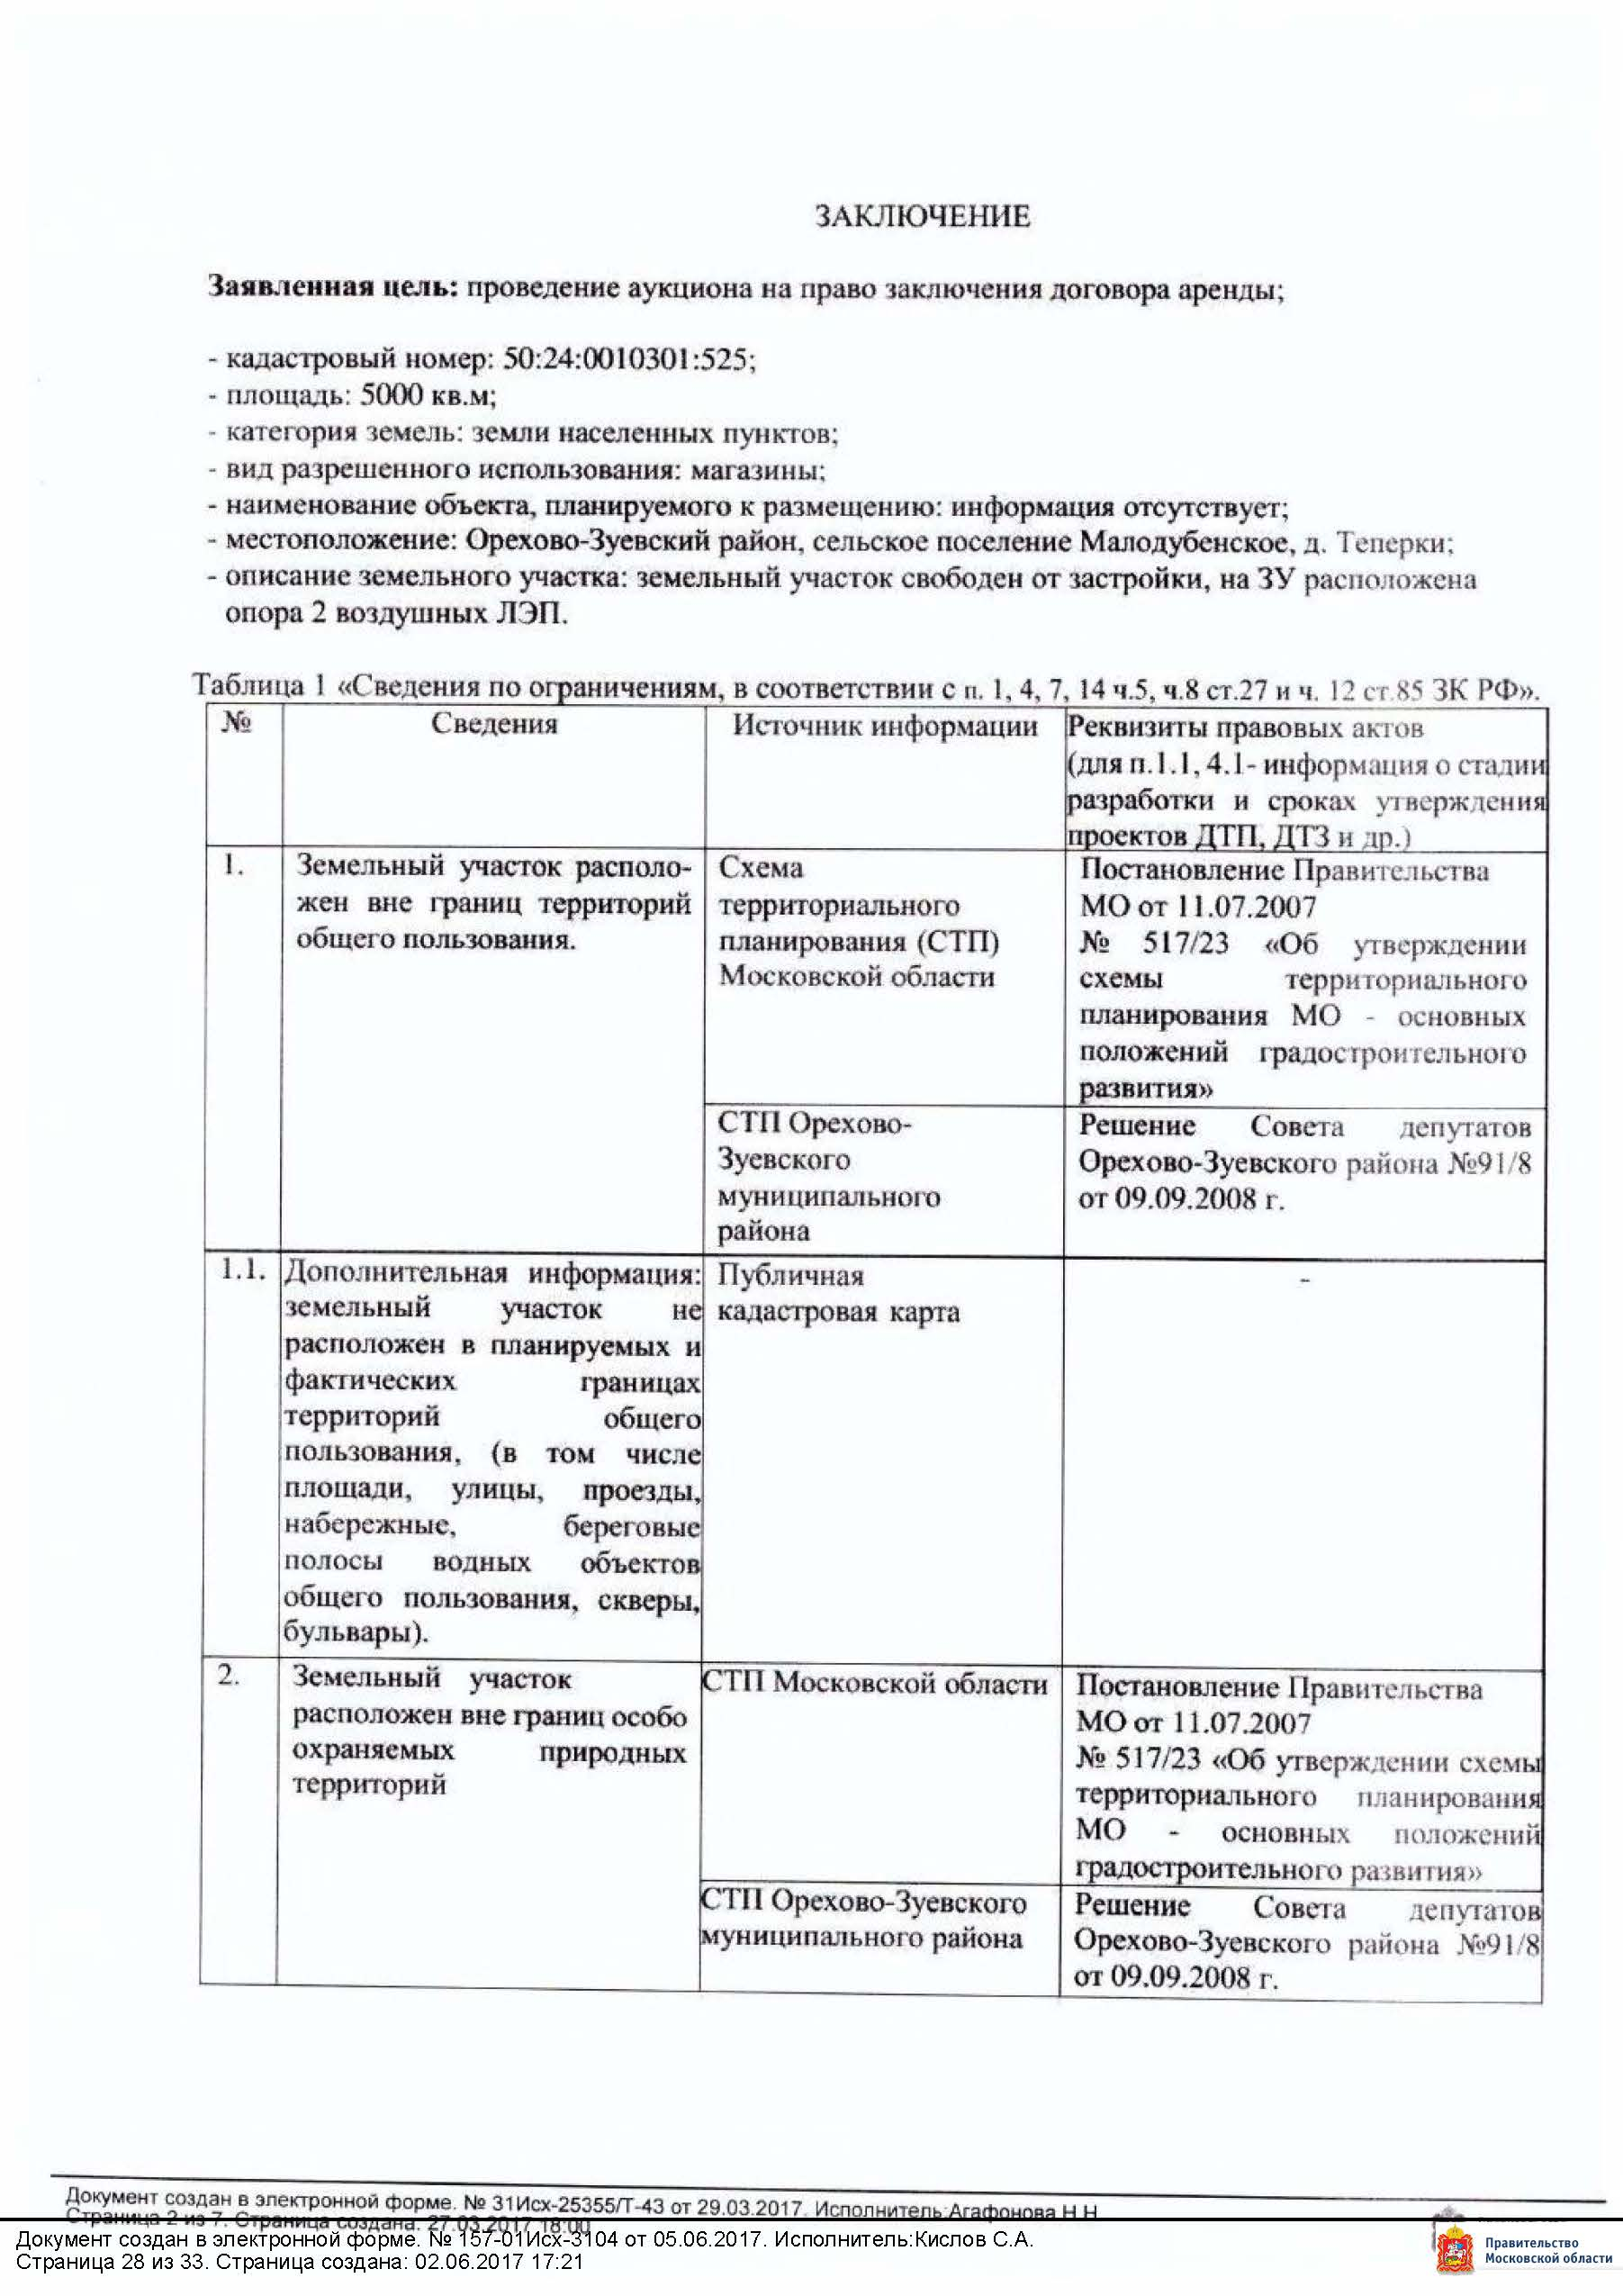 ЗАКЛЮЧЕНИЕ
Заявленная цель: проведение аукциона на право заключения договора аренды;
- кадастровый номер: 50:24:0010301:525;
- площадь: 5000 кв.м;
- категория земель: земли населенных пунктов;
- вид разрешенного использования: магазины;
- наименование объекта, планируемого к размещению: информация отсутствует;
- местоположение: Орехово-Зуевский район, сельское поселение Малодубенское, д. Теперки;
- описание земельного участка: земельный участок свободен от застройки, на ЗУ расположена
опора 2 воздушных ЛЭП.
Таблица 1 «Сведения по ограничениям, в соответствии с п. 1, 4, 7, 14 ч.5, ч.8 ст.27 и ч. 12 ст.85 ЗК РФ».
№
Сведения
Источник информации
Реквизиты правовых актов
(для п.1.1, 4.1- информация о стадии
разработки и сроках утверждения
проектов ДТП, ДТЗ и др.)
1.
Земельный участок располо-
жен вне границ территорий
общего пользования.
Схема
территориального
планирования (СТП)
Московской области
Постановление Правительства
МО от 11.07.2007
№ 517/23 «Об утверждении
схемы территориального
планирования МО - основных
положений градостроительного
развития»
СТП Орехово-
Зуевского
муниципального
района
Решение Совета депутатов
Орехово-Зуевского района №91/8
от 09.09.2008 г.
1.1.
Дополнительная информация:
земельный участок не
расположен в планируемых и
фактических границах
территорий общего
пользования, (в том числе
площади, улицы, проезды,
набережные, береговые
полосы водных объектов
общего пользования, скверы,
бульвары).
Публичная
кадастровая карта
-
2.
Земельный участок
расположен вне границ особо
охраняемых природных
территорий
СТП Московской области
Постановление Правительства
МО от 11.07.2007
№ 517/23 «Об утверждении схемы
территориального планирования
МО - основных положений
градостроительного развития»
СТП Орехово-Зуевского
муниципального района
Решение Совета депутатов
Орехово-Зуевского района №91/8
от 09.09.2008 г.
Документ создан в электронной форме. № 31Исх-25355/Т-43 от 29.03.2017. Исполнитель:Агафонова Н.Н
Страница 2 из 7. Страница создана: 27.03.2017 18:00
Документ создан в электронной форме. № 157-01Исх-3104 от 05.06.2017. Исполнитель:Кислов С.А.
Страница 28 из 33. Страница создана: 02.06.2017 17:21
Правительство
Московской области